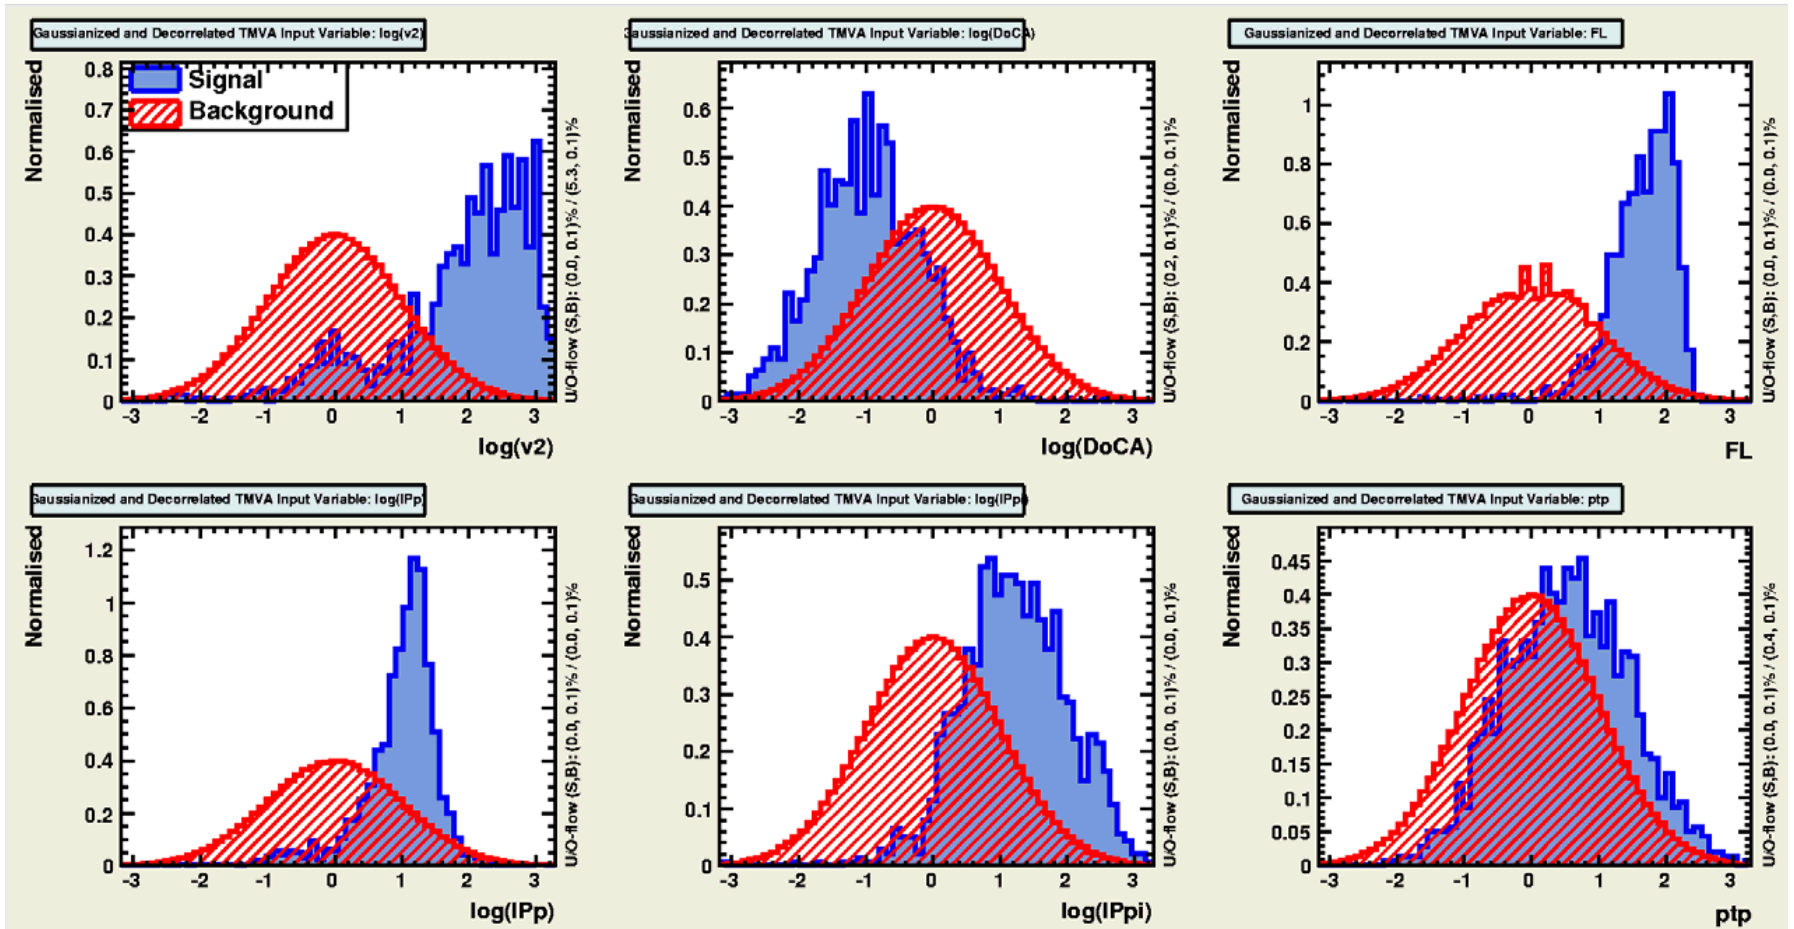 Gaussianized and Decorrelated TMVA Input Variable: log(v2)
Normalised
0.8
0.7
0.6
0.5
0.4
0.3
0.2
0.1
0
Signal
Background
-3 -2 -1 0 1 2 3
log(v2)
U/O-flow (S,B): (0.0, 0.1)% / (5.3, 0.1)%
Gaussianized and Decorrelated TMVA Input Variable: log(DoCA)
Normalised
0.6
0.5
0.4
0.3
0.2
0.1
0
-3 -2 -1 0 1 2 3
log(DoCA)
U/O-flow (S,B): (0.2, 0.1)% / (0.0, 0.1)%
Gaussianized and Decorrelated TMVA Input Variable: FL
Normalised
1
0.8
0.6
0.4
0.2
0
-3 -2 -1 0 1 2 3
FL
U/O-flow (S,B): (0.0, 0.1)% / (0.0, 0.1)%
Gaussianized and Decorrelated TMVA Input Variable: log(IPp)
Normalised
1.2
1
0.8
0.6
0.4
0.2
0
-3 -2 -1 0 1 2 3
log(IPp)
U/O-flow (S,B): (0.0, 0.1)% / (0.0, 0.1)%
Gaussianized and Decorrelated TMVA Input Variable: log(IPpi)
Normalised
0.5
0.4
0.3
0.2
0.1
0
-3 -2 -1 0 1 2 3
log(IPpi)
U/O-flow (S,B): (0.0, 0.1)% / (0.0, 0.1)%
Gaussianized and Decorrelated TMVA Input Variable: ptp
Normalised
0.45
0.4
0.35
0.3
0.25
0.2
0.15
0.1
0.05
0
-3 -2 -1 0 1 2 3
ptp
U/O-flow (S,B): (0.0, 0.1)% / (0.4, 0.1)%